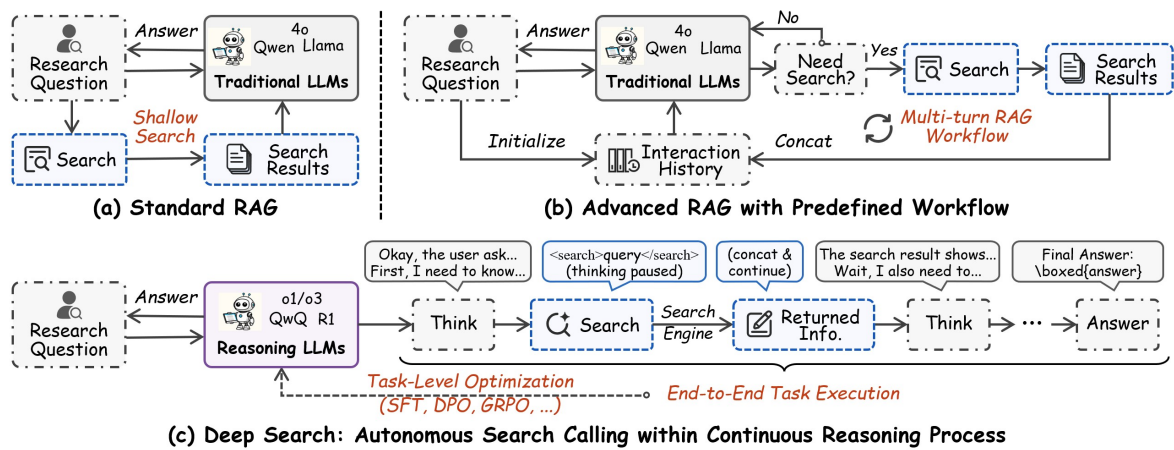 Research
Question
Answer
4o
Qwen Llama
Traditional LLMs
Shallow
Search
Search
Search
Results
(a) Standard RAG
Research
Question
Answer
4o
Qwen Llama
Traditional LLMs
No
Need
Search?
Yes
Search
Search
Results
Initialize
Interaction
History
Concat
Multi-turn RAG
Workflow
(b) Advanced RAG with Predefined Workflow
Research
Question
Answer
o1/o3
QwQ R1
Reasoning LLMs
Okay, the user ask...
First, I need to know...
Think
<search>query</search>
(thinking paused)
Search
Search
Engine
(concat &
continue)
Returned
Info.
The search result shows...
Wait, I also need to...
Think
...
Final Answer:
\boxed{answer}
Answer
Task-Level Optimization
(SFT, DPO, GRPO, ...)
End-to-End Task Execution
(c) Deep Search: Autonomous Search Calling within Continuous Reasoning Process